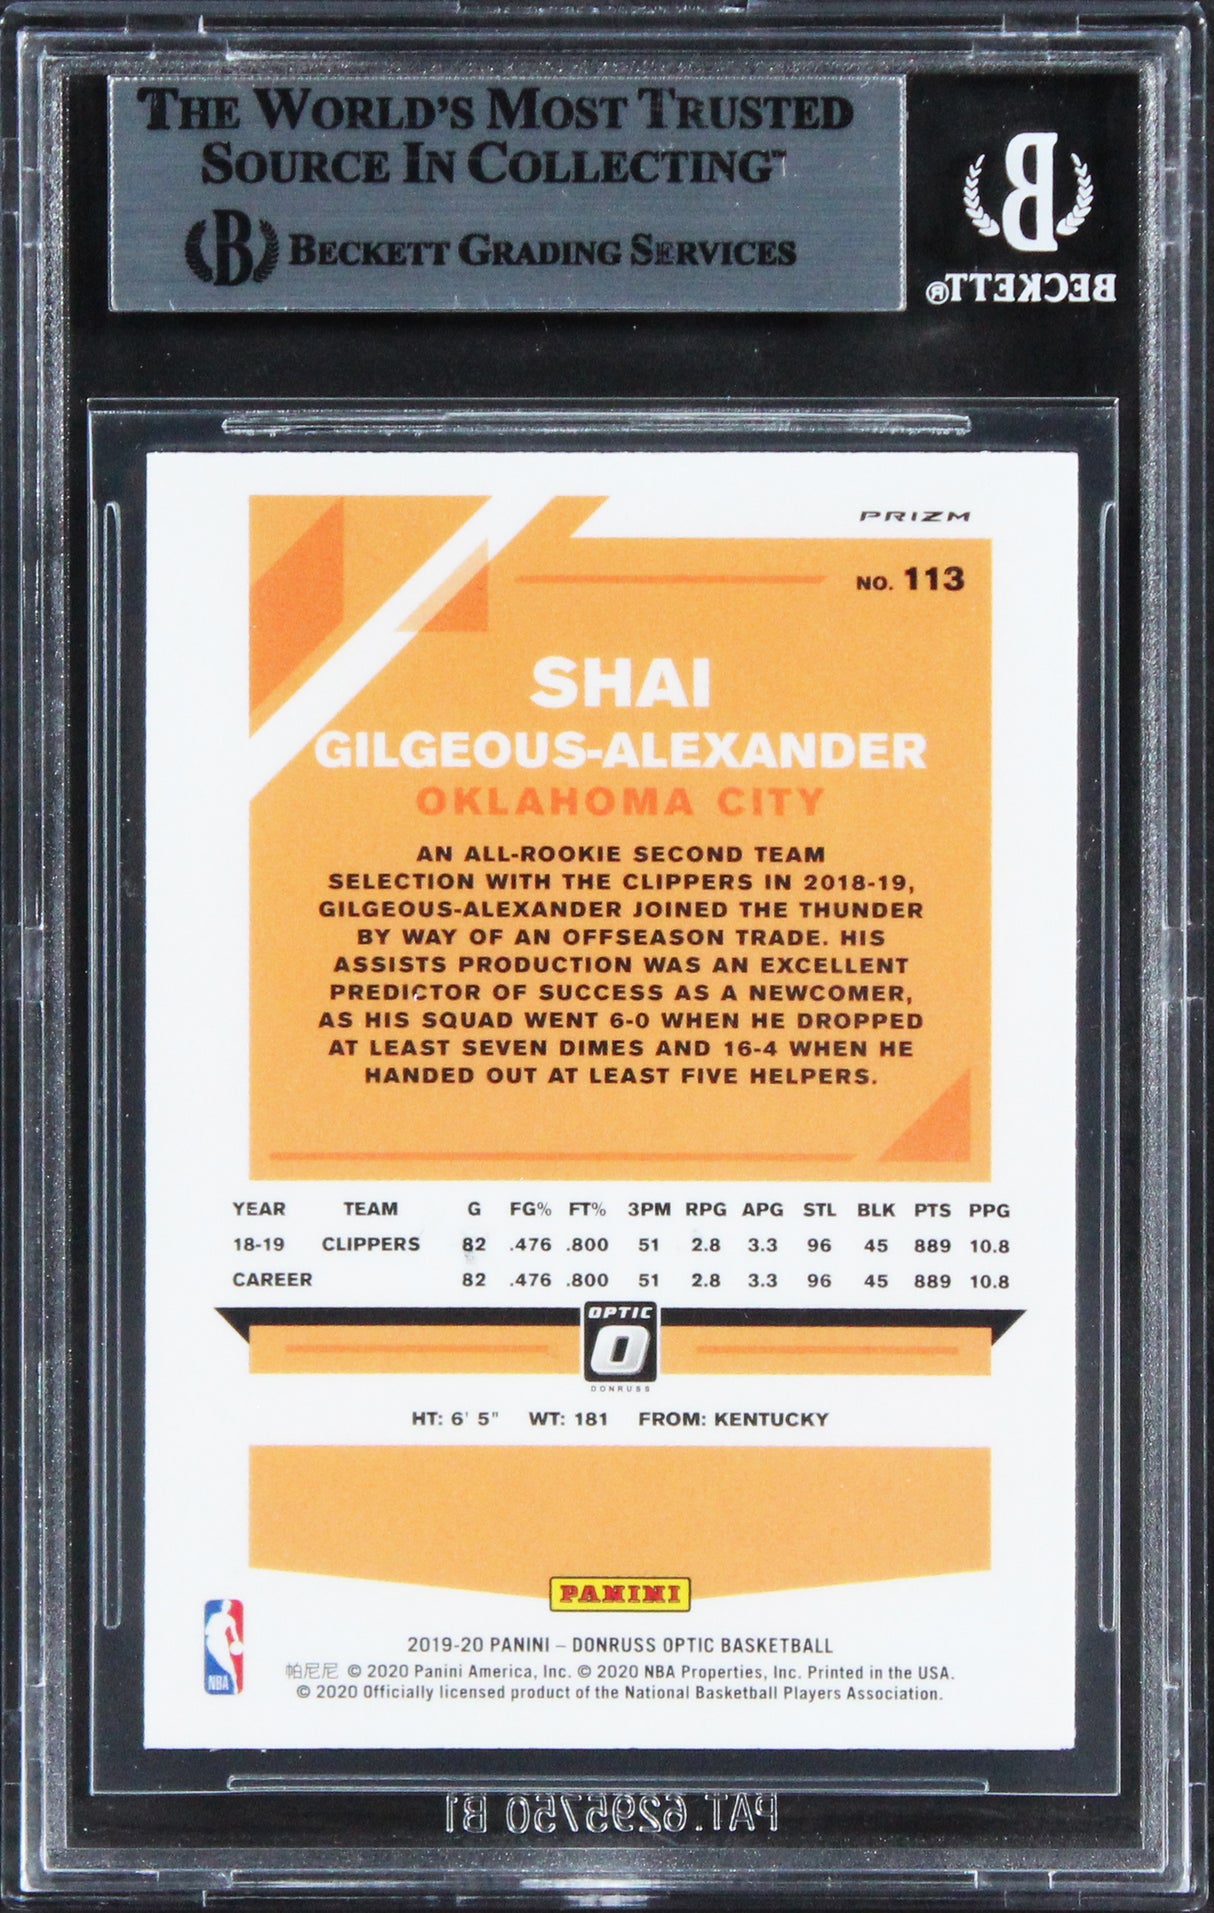 THE WORLD'S MOST TRUSTED
SOURCE IN COLLECTING™
B BECKETT GRADING SERVICES
B
BECKETT®
PRIZM
NO. 113
SHAI
GILGEOUS-ALEXANDER
OKLAHOMA CITY
AN ALL-ROOKIE SECOND TEAM
SELECTION WITH THE CLIPPERS IN 2018-19,
GILGEOUS-ALEXANDER JOINED THE THUNDER
BY WAY OF AN OFFSEASON TRADE. HIS
ASSISTS PRODUCTION WAS AN EXCELLENT
PREDICTOR OF SUCCESS AS A NEWCOMER,
AS HIS SQUAD WENT 6-0 WHEN HE DROPPED
AT LEAST SEVEN DIMES AND 16-4 WHEN HE
HANDED OUT AT LEAST FIVE HELPERS.
YEAR TEAM G FG% FT% 3PM RPG APG STL BLK PTS PPG
18-19 CLIPPERS 82 .476 .800 51 2.8 3.3 96 45 889 10.8
CAREER 82 .476 .800 51 2.8 3.3 96 45 889 10.8
OPTIC
O
DONRUSS
HT: 6' 5" WT: 181 FROM: KENTUCKY
PANINI
NBA
2019-20 PANINI – DONRUSS OPTIC BASKETBALL
帕尼尼 © 2020 Panini America, Inc. © 2020 NBA Properties, Inc. Printed in the USA.
© 2020 Officially licensed product of the National Basketball Players Association.
PAT. 6295750 B1